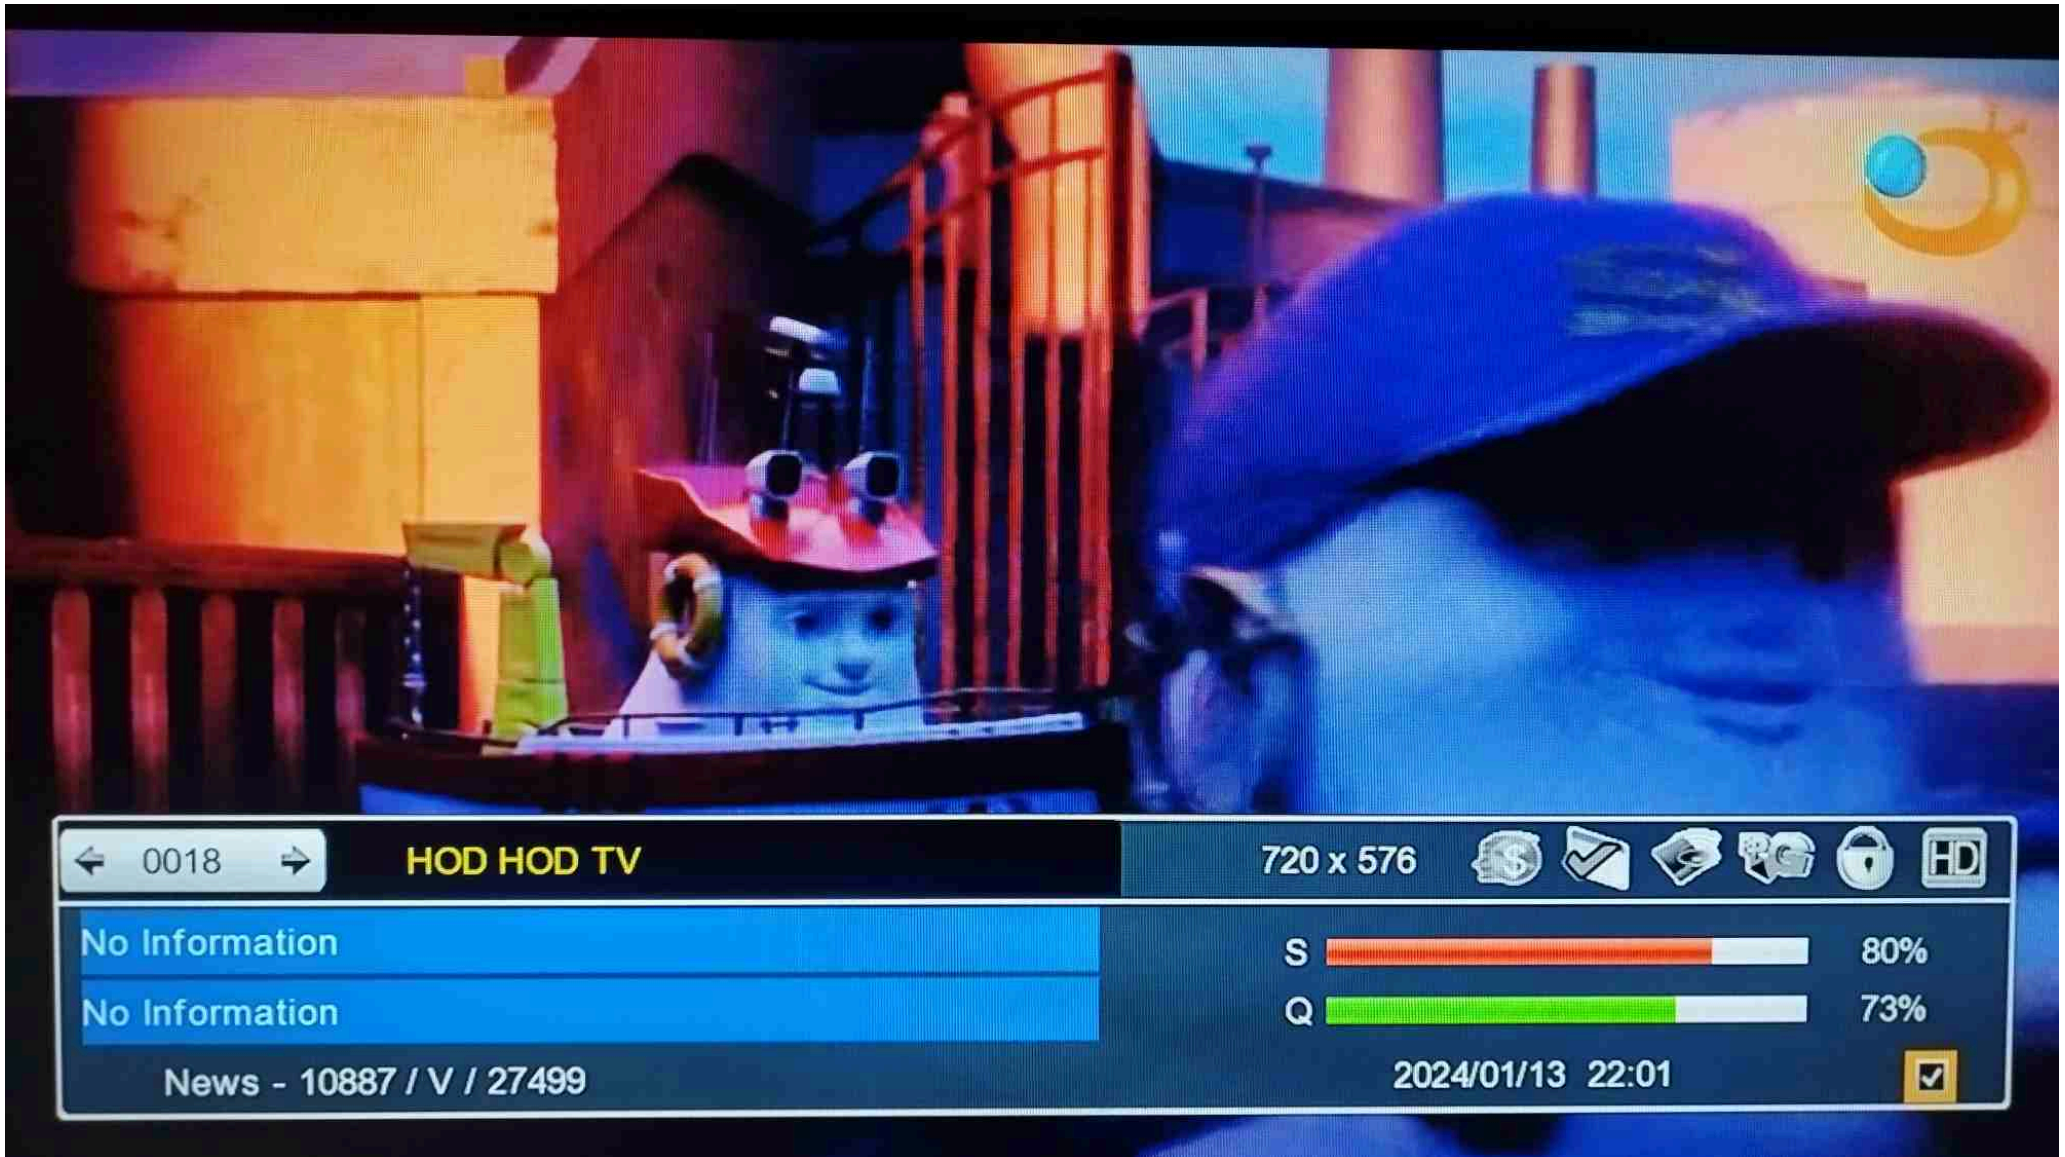 0018 HOD HOD TV 720 x 576 $ HD
No Information
S 80%
No Information
Q 73%
News - 10887 / V / 27499 2024/01/13 22:01